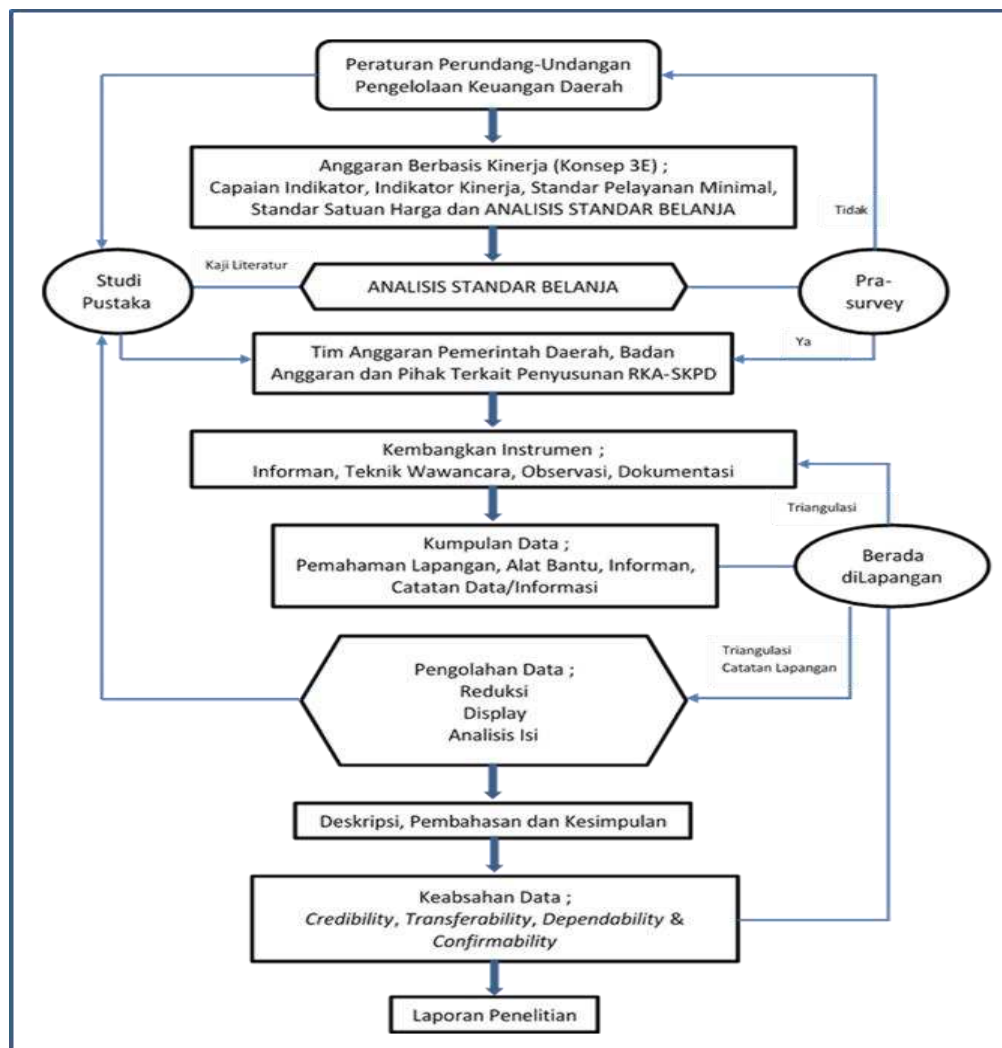 Peraturan Perundang-Undangan
Pengelolaan Keuangan Daerah
Anggaran Berbasis Kinerja (Konsep 3E) ;
Capaian Indikator, Indikator Kinerja, Standar Pelayanan Minimal,
Standar Satuan Harga dan ANALISIS STANDAR BELANJA
Tidak
Studi
Pustaka
Kaji Literatur
ANALISIS STANDAR BELANJA
Pra-
survey
Ya
Tim Anggaran Pemerintah Daerah, Badan
Anggaran dan Pihak Terkait Penyusunan RKA-SKPD
Kembangkan Instrumen ;
Informan, Teknik Wawancara, Observasi, Dokumentasi
Triangulasi
Kumpulan Data ;
Pemahaman Lapangan, Alat Bantu, Informan,
Catatan Data/Informasi
Berada
diLapangan
Triangulasi
Catatan Lapangan
Pengolahan Data ;
Reduksi
Display
Analisis Isi
Deskripsi, Pembahasan dan Kesimpulan
Keabsahan Data ;
Credibility, Transferability, Dependability &
Confirmability
Laporan Penelitian